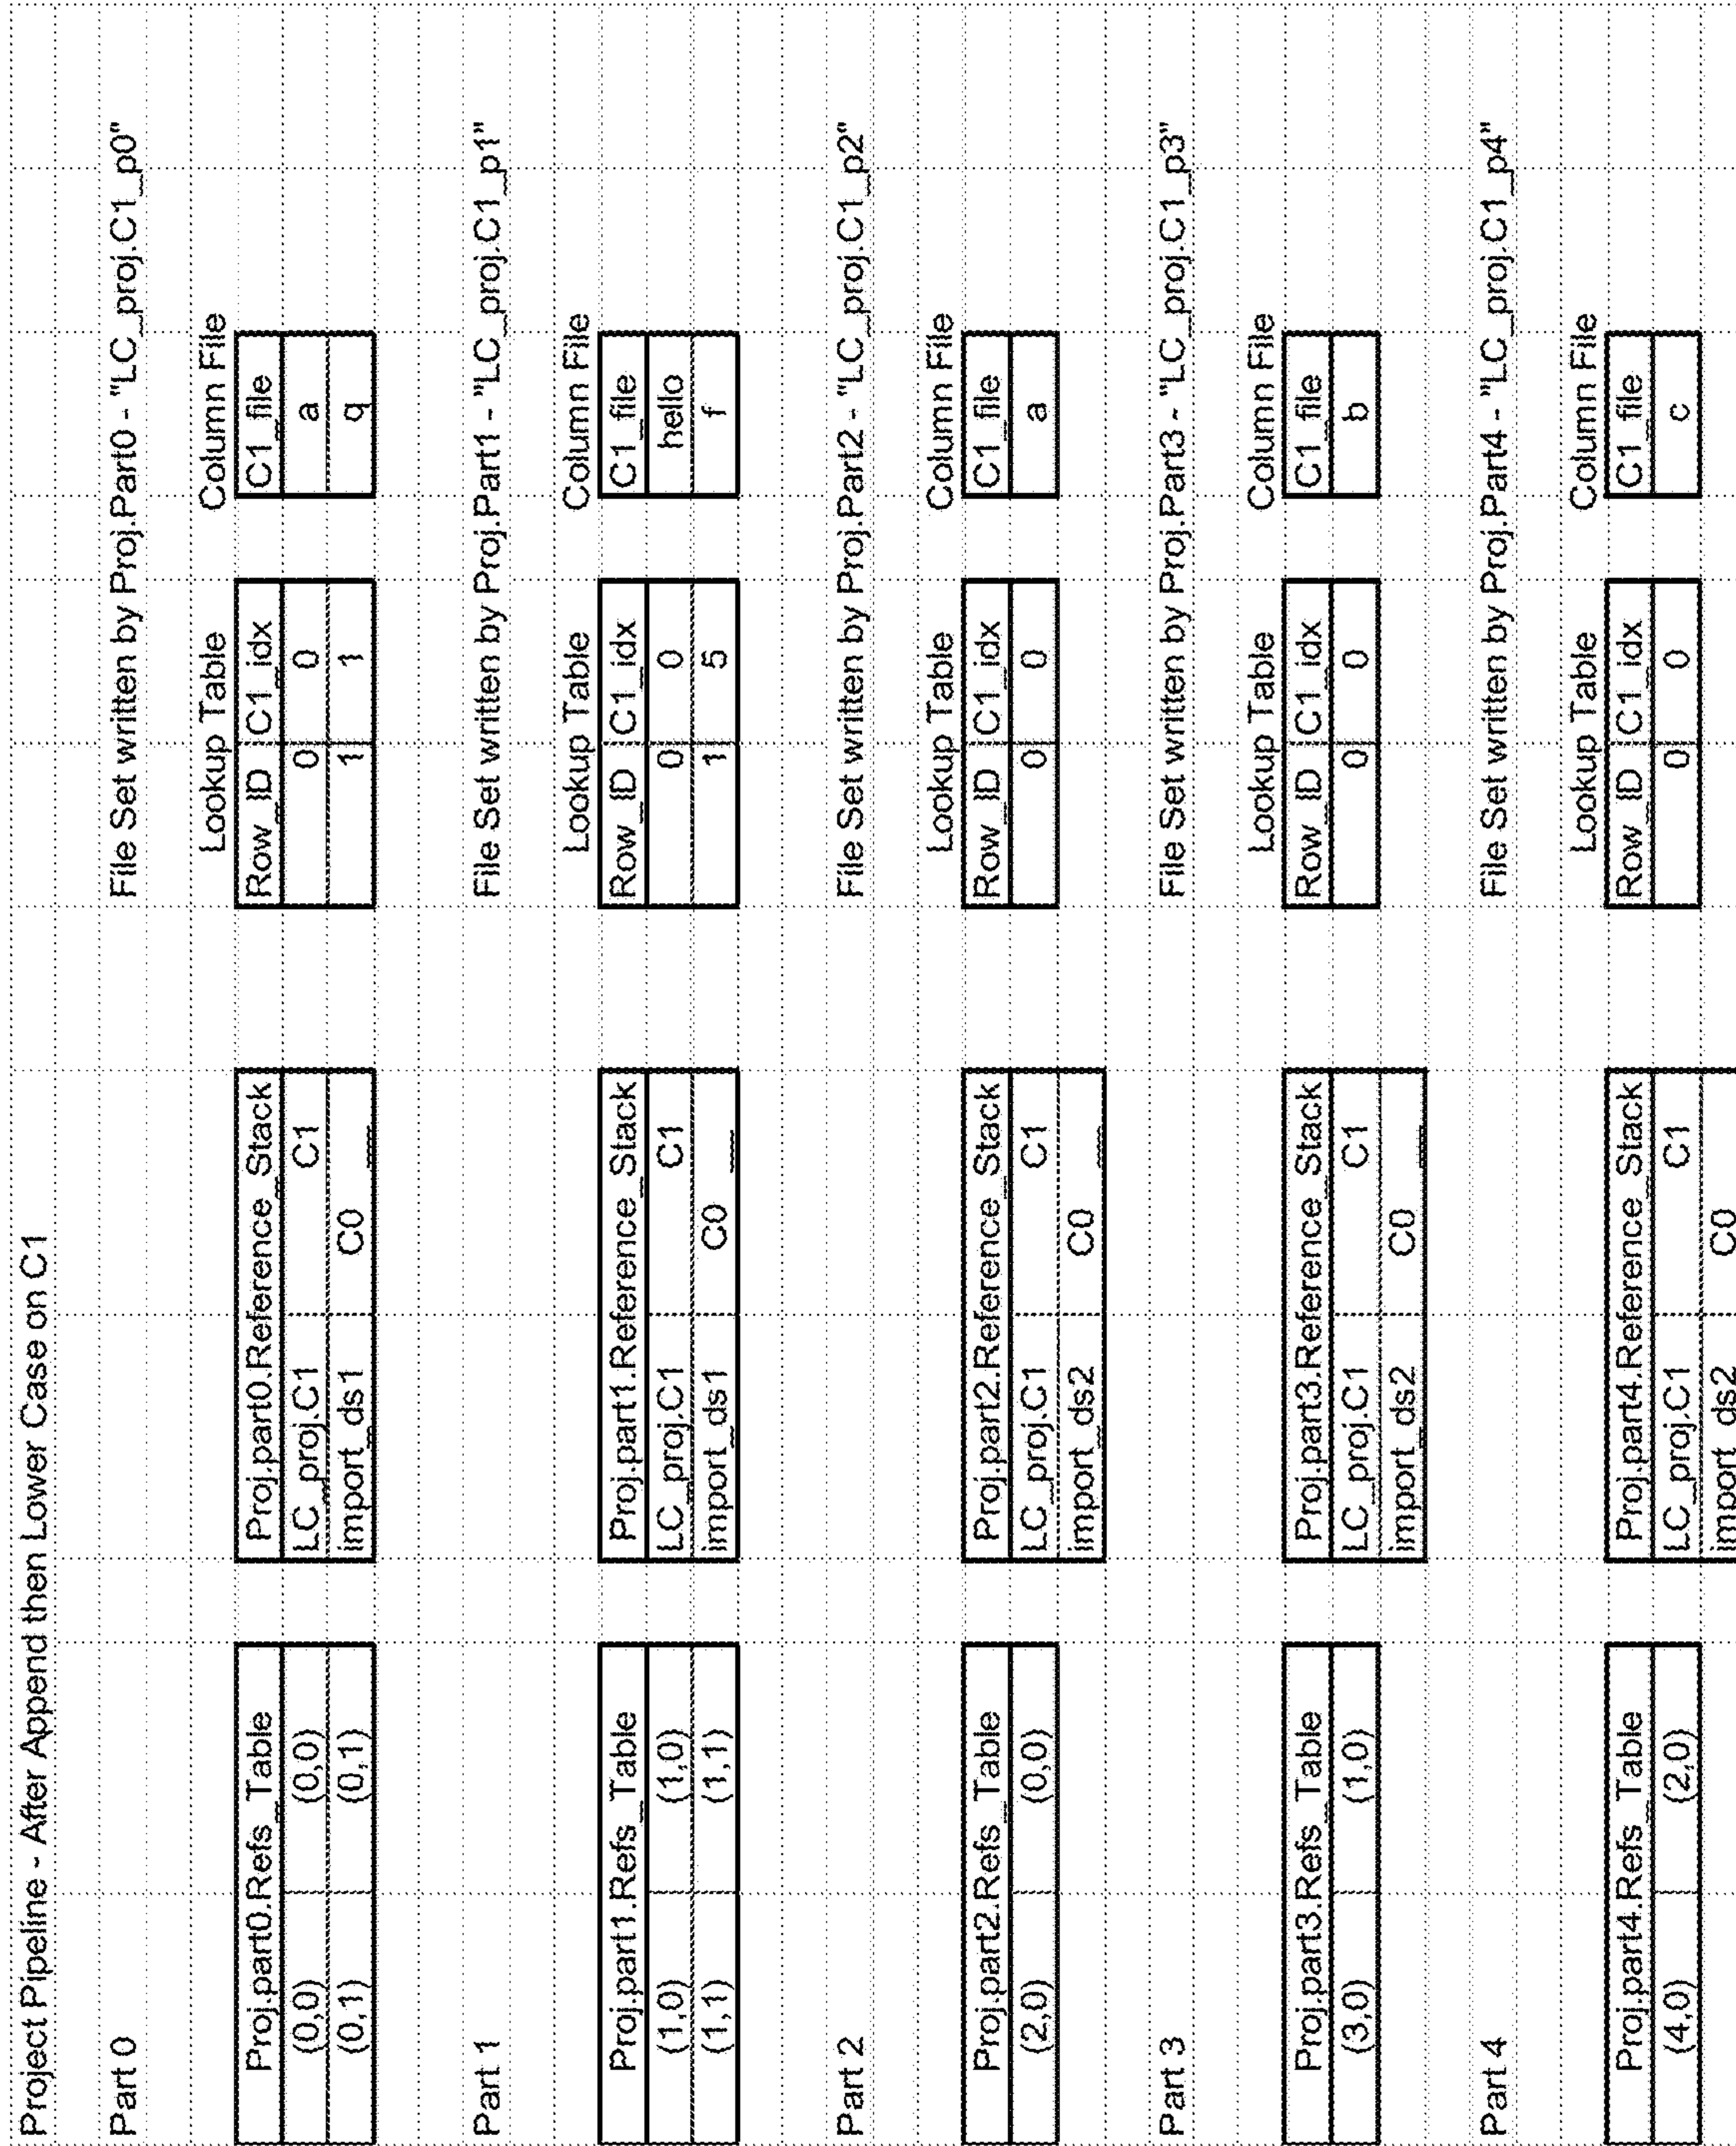 Project Pipeline - After Append then Lower Case on C1
Part 0 File Set written by Proj.Part0 - "LC_proj.C1_p0"
Lookup Table Column File
Proj.part0.Refs_Table Proj.part0.Reference_Stack Row_ID C1_idx C1_file
(0,0) (0,0) LC_proj.C1 C1 0 0 a
(0,1) (0,1) import_ds1 C0 _ 1 1 q
Part 1 File Set written by Proj.Part1 - "LC_proj.C1_p1"
Lookup Table Column File
Proj.part1.Refs_Table Proj.part1.Reference_Stack Row_ID C1_idx C1_file
(1,0) (1,0) LC_proj.C1 C1 0 0 hello
(1,1) (1,1) import_ds1 C0 _ 1 5 f
Part 2 File Set written by Proj.Part2 - "LC_proj.C1_p2"
Lookup Table Column File
Proj.part2.Refs_Table Proj.part2.Reference_Stack Row_ID C1_idx C1_file
(2,0) (0,0) LC_proj.C1 C1 0 0 a
import_ds2 C0 _
Part 3 File Set written by Proj.Part3 - "LC_proj.C1_p3"
Lookup Table Column File
Proj.part3.Refs_Table Proj.part3.Reference_Stack Row_ID C1_idx C1_file
(3,0) (1,0) LC_proj.C1 C1 0 0 b
import_ds2 C0 _
Part 4 File Set written by Proj.Part4 - "LC_proj.C1_p4"
Lookup Table Column File
Proj.part4.Refs_Table Proj.part4.Reference_Stack Row_ID C1_idx C1_file
(4,0) (2,0) LC_proj.C1 C1 0 0 c
import_ds2 C0